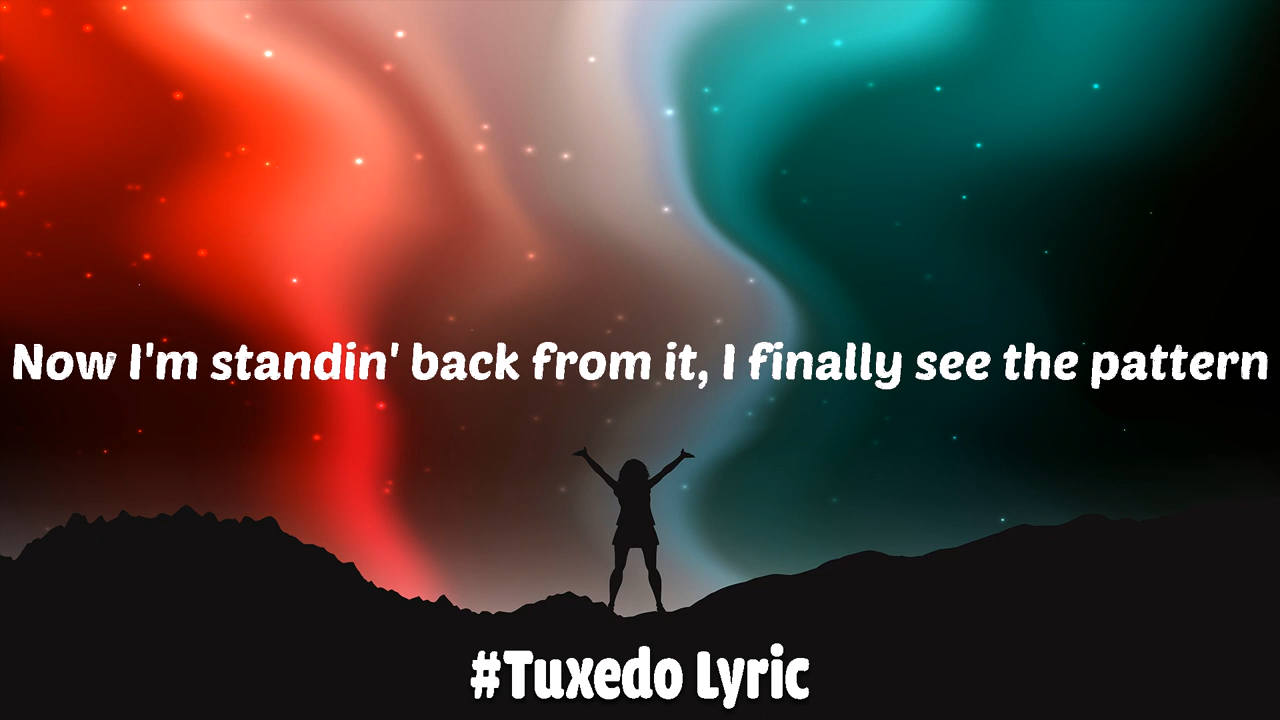 Now I'm standin' back from it, I finally see the pattern
#Tuxedo Lyric